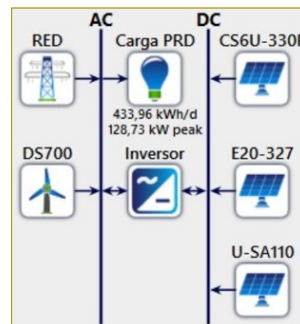 AC DC
RED Carga PRD CS6U-330P
433,96 kWh/d
128,73 kW peak
DS700 Inversor E20-327
U-SA110